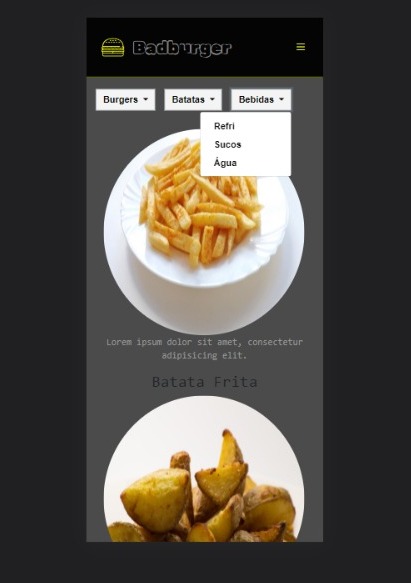 Badburger
Burgers Batatas Bebidas
Refri
Sucos
Água
Lorem ipsum dolor sit amet, consectetur
adipisicing elit.
Batata Frita